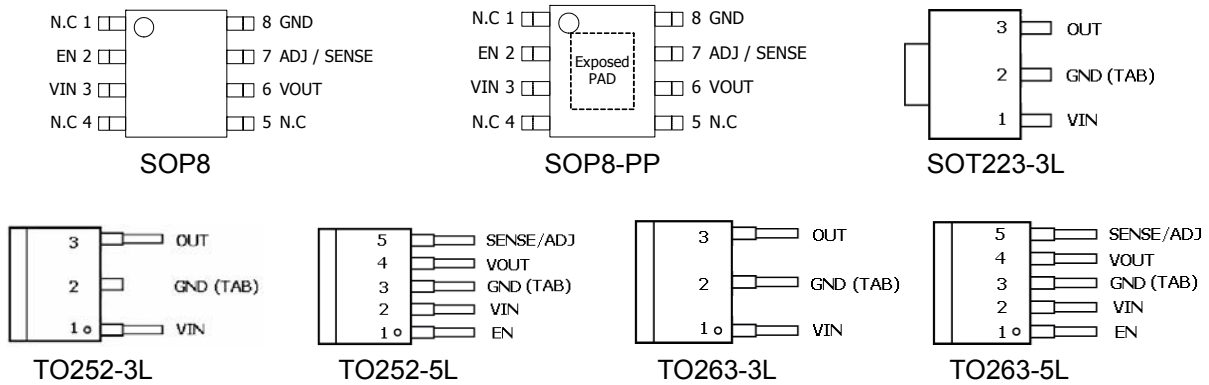 N.C 1
EN 2
VIN 3
N.C 4
8 GND
7 ADJ / SENSE
6 VOUT
5 N.C
SOP8
N.C 1
EN 2
VIN 3
N.C 4
Exposed
PAD
8 GND
7 ADJ / SENSE
6 VOUT
5 N.C
SOP8-PP
3 OUT
2 GND (TAB)
1 VIN
SOT223-3L
3 OUT
2 GND (TAB)
1 VIN
TO252-3L
5 SENSE/ADJ
4 VOUT
3 GND (TAB)
2 VIN
1 EN
TO252-5L
3 OUT
2 GND (TAB)
1 VIN
TO263-3L
5 SENSE/ADJ
4 VOUT
3 GND (TAB)
2 VIN
1 EN
TO263-5L